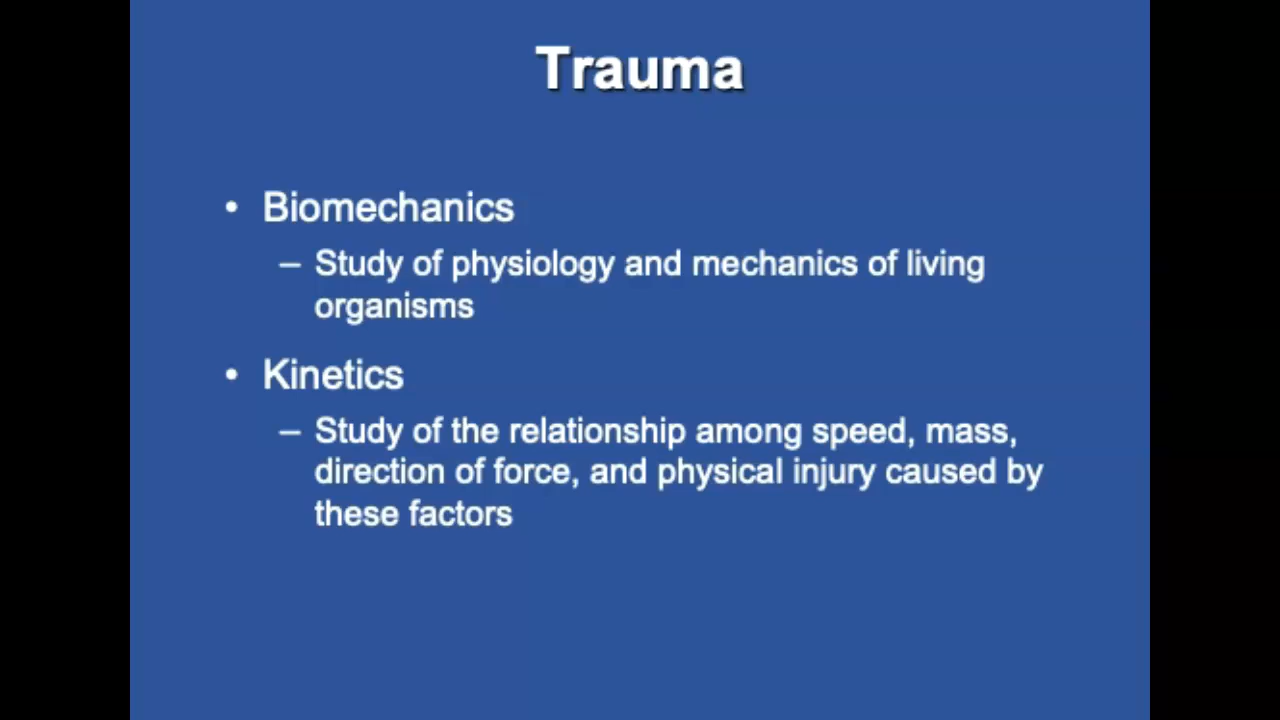 Trauma
• Biomechanics
– Study of physiology and mechanics of living
organisms
• Kinetics
– Study of the relationship among speed, mass,
direction of force, and physical injury caused by
these factors